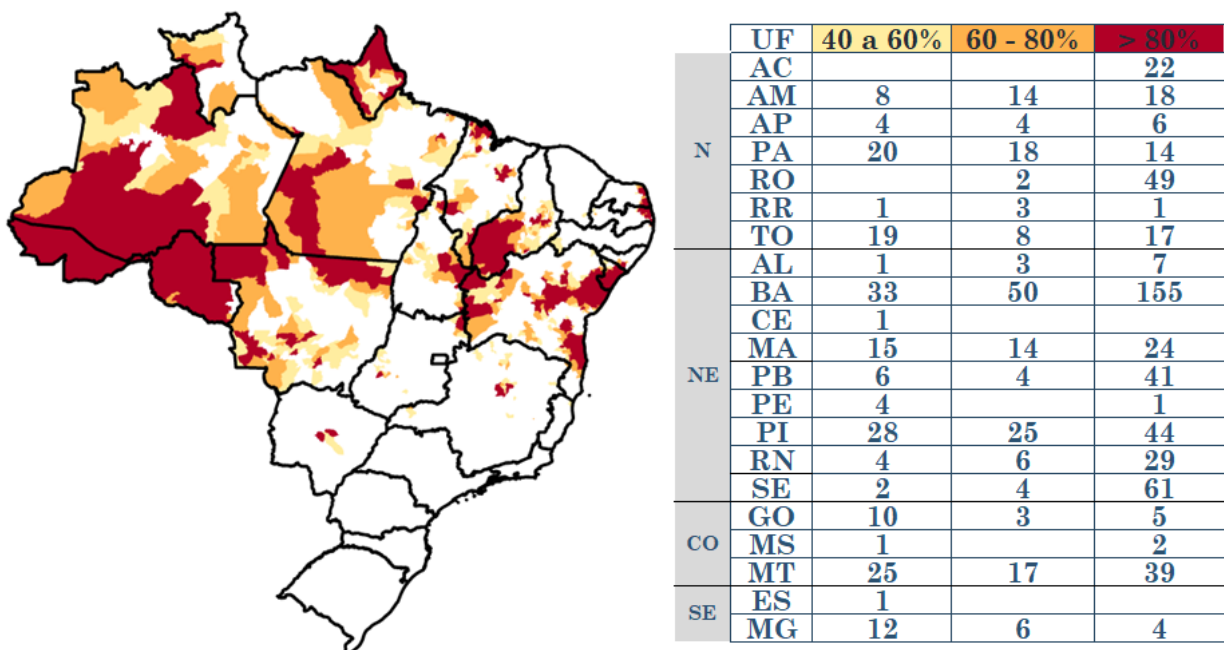 UF 40 a 60% 60 - 80% > 80%
AC 22
AM 8 14 18
AP 4 4 6
N PA 20 18 14
RO 2 49
RR 1 3 1
TO 19 8 17
AL 1 3 7
BA 33 50 155
CE 1
MA 15 14 24
NE PB 6 4 41
PE 4 1
PI 28 25 44
RN 4 6 29
SE 2 4 61
GO 10 3 5
CO MS 1 2
MT 25 17 39
SE ES 1
MG 12 6 4